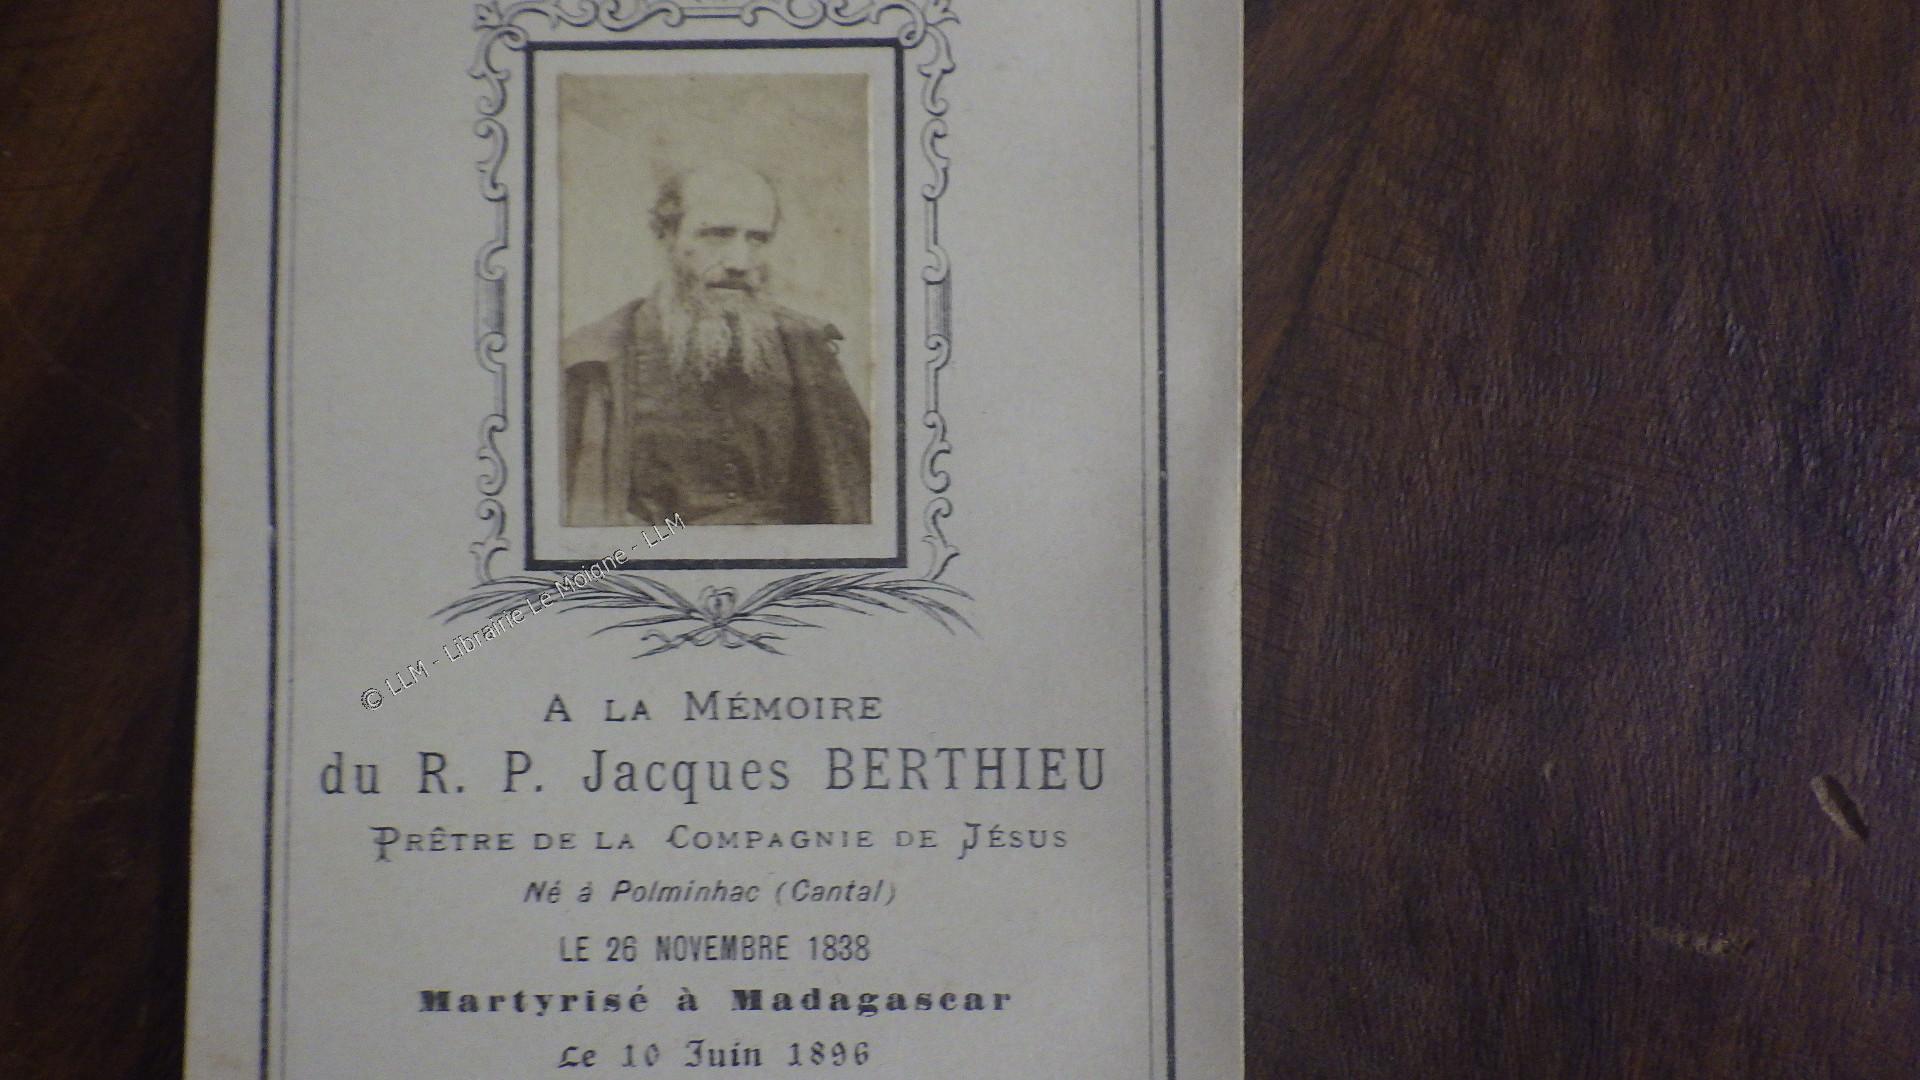 © LLM - Librairie Le Moigne - LLM
A LA MÉMOIRE
du R. P. Jacques BERTHIEU
PRÊTRE DE LA COMPAGNIE DE JÉSUS
Né à Polminhac (Cantal)
LE 26 NOVEMBRE 1838
Martyrisé à Madagascar
Le 10 Juin 1896